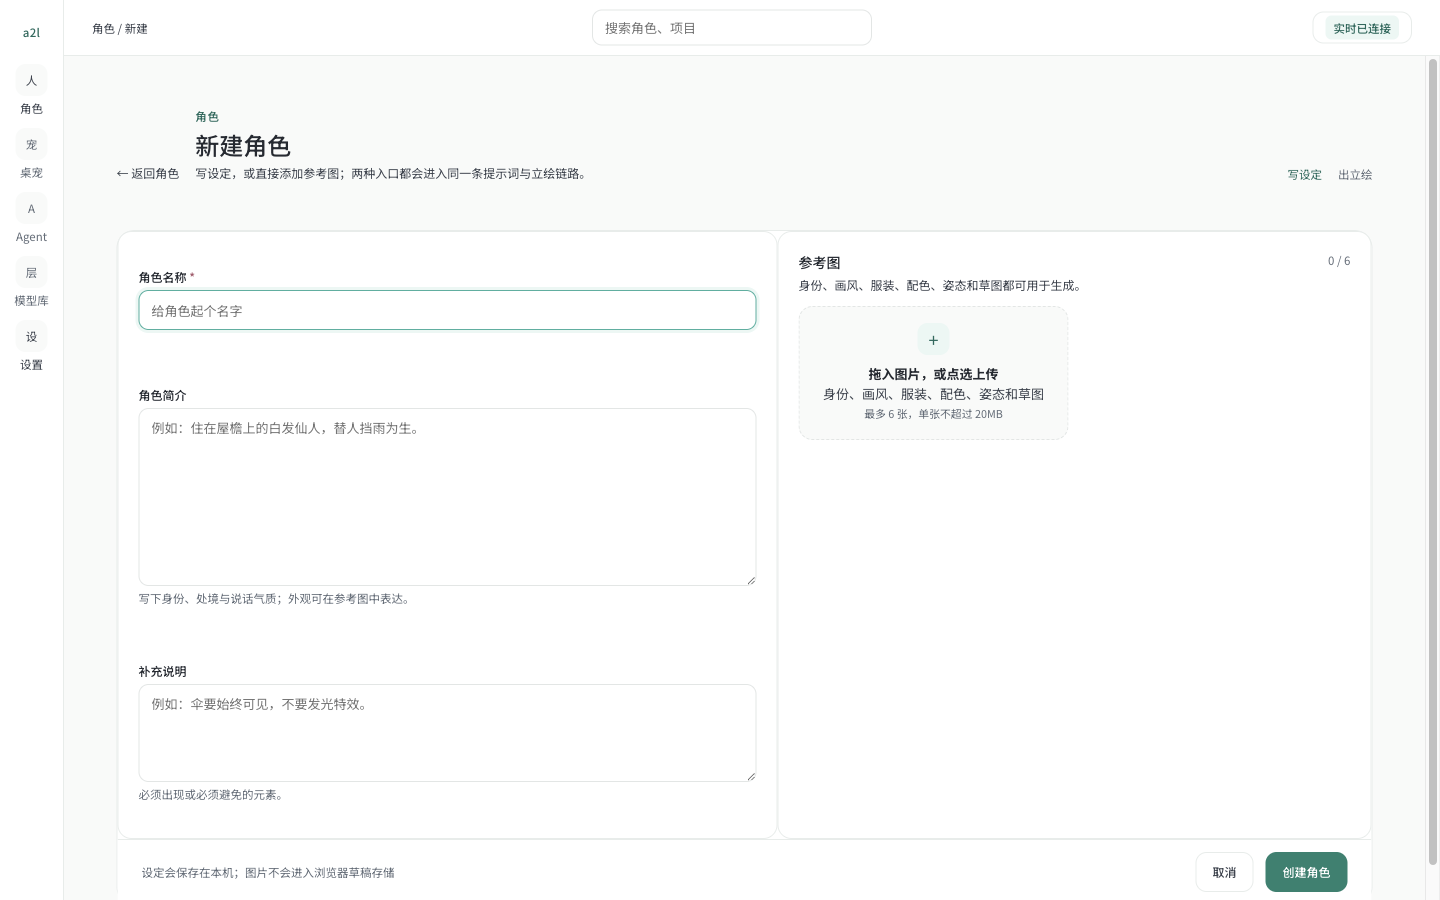 a2l
角色 / 新建
搜索角色、项目
实时已连接
人
角色
宠
桌宠
A
Agent
层
模型库
设
设置
角色
新建角色
← 返回角色
写设定，或直接添加参考图；两种入口都会进入同一条提示词与立绘链路。
写设定
出立绘
角色名称 *
给角色起个名字
角色简介
例如：住在屋檐上的白发仙人，替人挡雨为生。
写下身份、处境与说话气质；外观可在参考图中表达。
补充说明
例如：伞要始终可见，不要发光特效。
必须出现或必须避免的元素。
参考图
0 / 6
身份、画风、服装、配色、姿态和草图都可用于生成。
+
拖入图片，或点选上传
身份、画风、服装、配色、姿态和草图
最多 6 张，单张不超过 20MB
设定会保存在本机；图片不会进入浏览器草稿存储
取消
创建角色